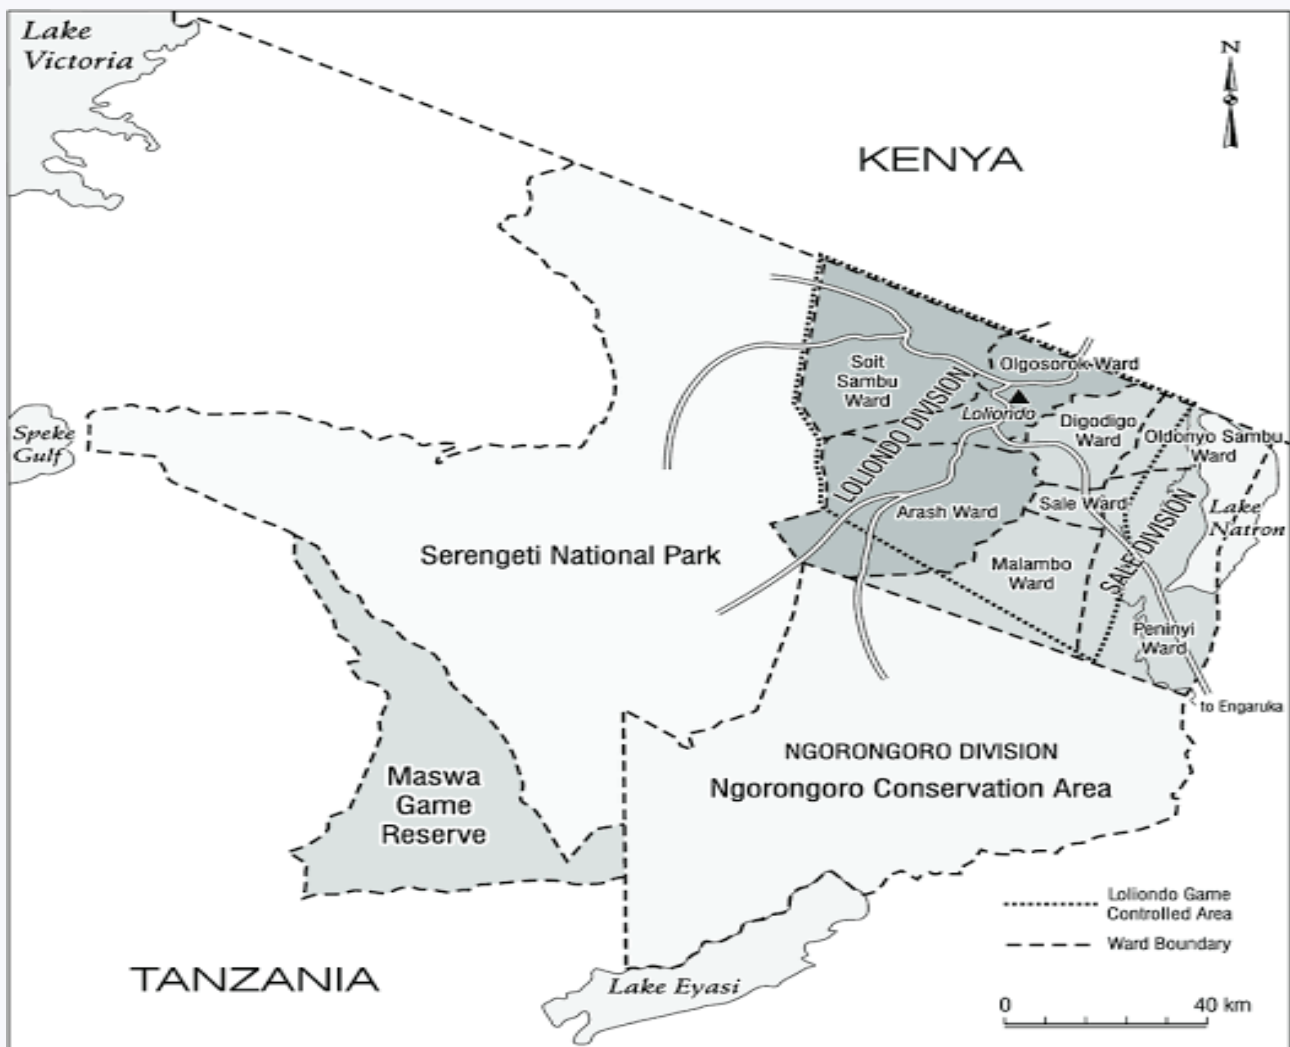 Lake
Victoria
N
KENYA
Soit
Sambu
Ward
Olgosorok Ward
LOLIONDO DIVISION
Loliondo
Digodigo
Ward
Oldonyo Sambu
Ward
Speke
Gulf
Arash Ward
Sale Ward
Lake
Natron
SALE DIVISION
Serengeti National Park
Malambo
Ward
Peninyi
Ward
to Engaruka
NGORONGORO DIVISION
Ngorongoro Conservation Area
Maswa
Game
Reserve
Loliondo Game
Controlled Area
Ward Boundary
TANZANIA
Lake Eyasi
0 40 km